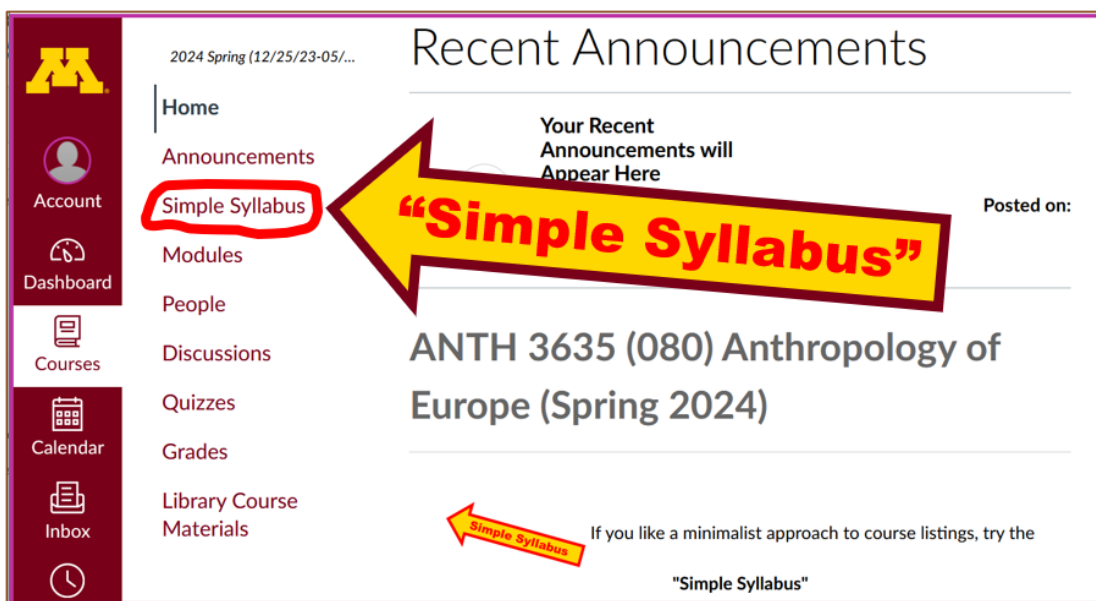 M
Account
Dashboard
Courses
Calendar
Inbox
2024 Spring (12/25/23-05/...
Home
Announcements
Simple Syllabus
Modules
People
Discussions
Quizzes
Grades
Library Course
Materials
Recent Announcements
Your Recent
Announcements will
Appear Here
Posted on:
“Simple Syllabus”
ANTH 3635 (080) Anthropology of
Europe (Spring 2024)
Simple Syllabus
If you like a minimalist approach to course listings, try the
"Simple Syllabus"